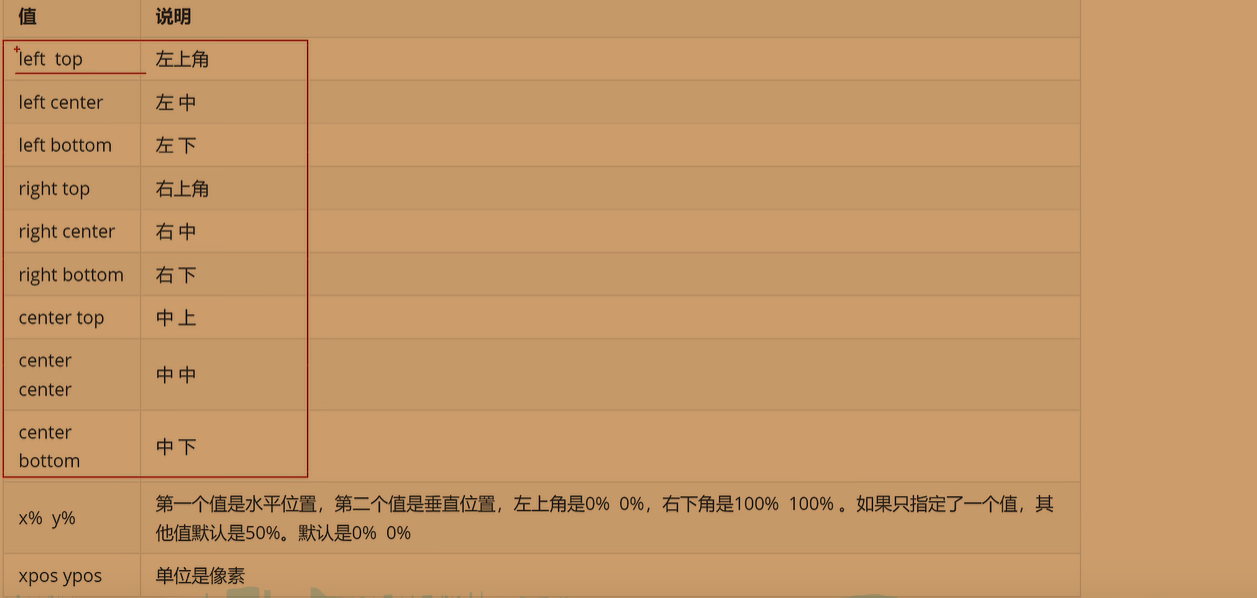 值 说明
left top 左上角
left center 左 中
left bottom 左 下
right top 右上角
right center 右 中
right bottom 右 下
center top 中 上
center
center
中 中
center
bottom
中 下
x% y%
第一个值是水平位置，第二个值是垂直位置，左上角是0% 0%，右下角是100% 100% 。如果只指定了一个值，其
他值默认是50%。默认是0% 0%
xpos ypos 单位是像素